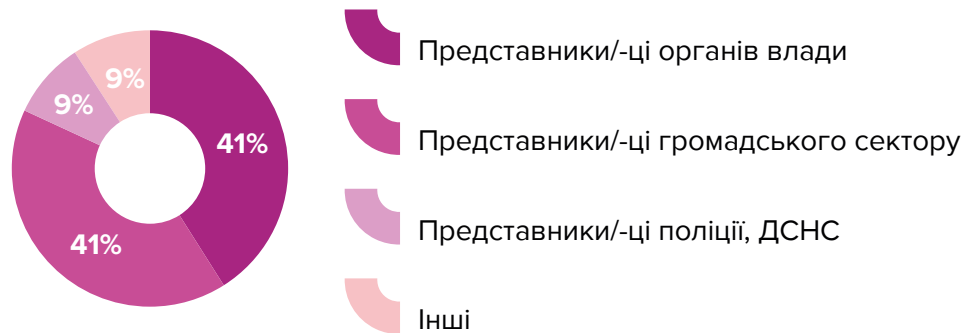 9%
9%
41%
41%
Представники/-ці органів влади
Представники/-ці громадського сектору
Представники/-ці поліції, ДСНС
Інші